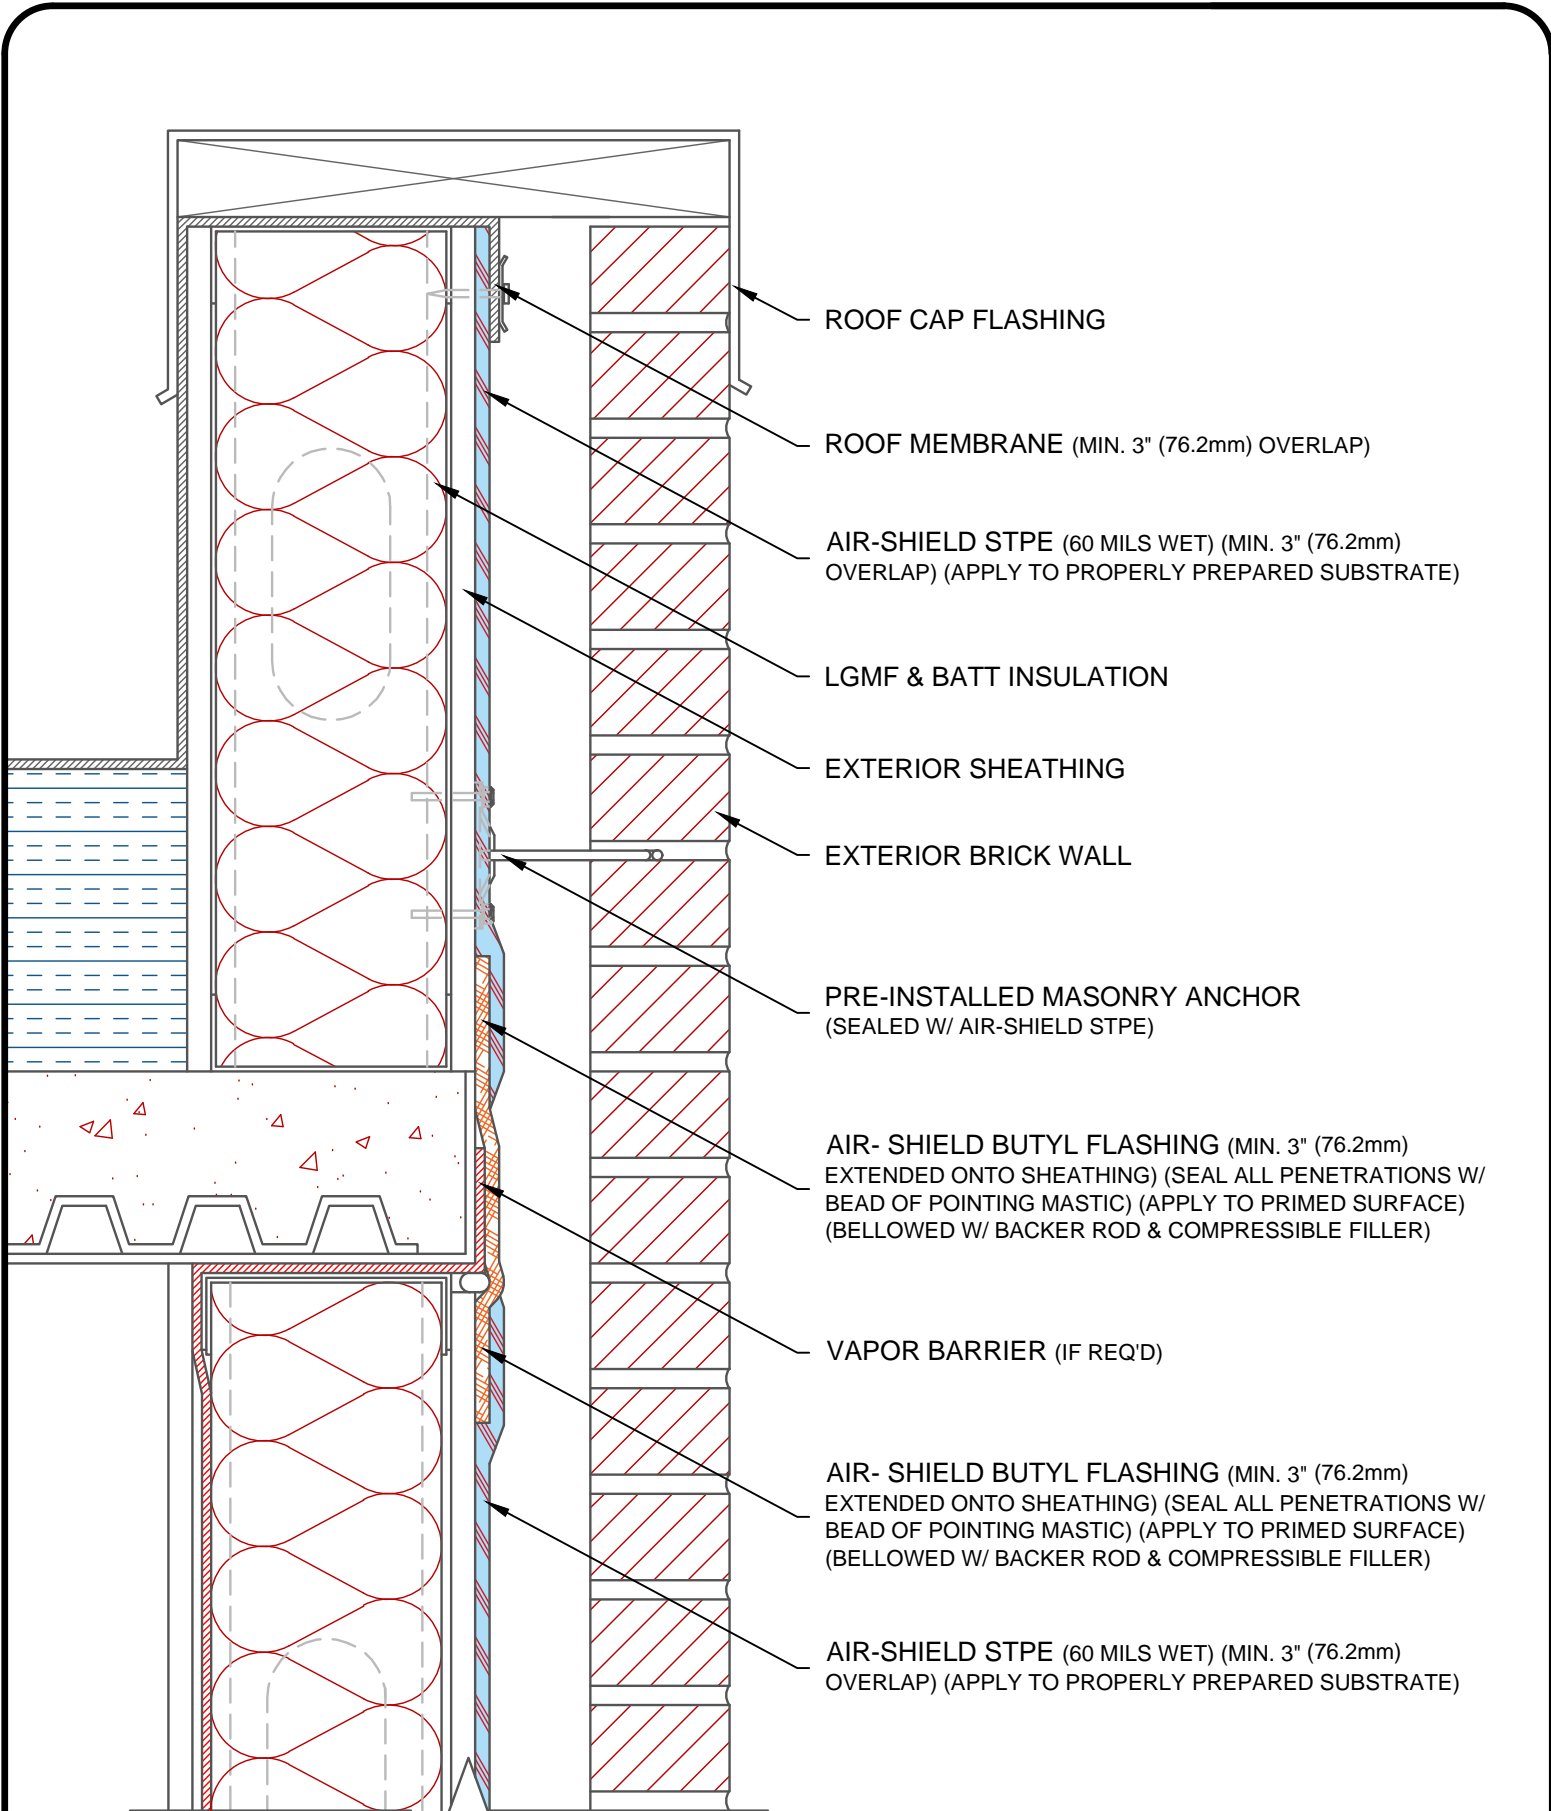 ROOF CAP FLASHING
ROOF MEMBRANE (MIN. 3" (76.2mm) OVERLAP)
AIR-SHIELD STPE (60 MILS WET) (MIN. 3" (76.2mm)
OVERLAP) (APPLY TO PROPERLY PREPARED SUBSTRATE)
LGMF & BATT INSULATION
EXTERIOR SHEATHING
EXTERIOR BRICK WALL
PRE-INSTALLED MASONRY ANCHOR
(SEALED W/ AIR-SHIELD STPE)
AIR- SHIELD BUTYL FLASHING (MIN. 3" (76.2mm)
EXTENDED ONTO SHEATHING) (SEAL ALL PENETRATIONS W/
BEAD OF POINTING MASTIC) (APPLY TO PRIMED SURFACE)
(BELLOWED W/ BACKER ROD & COMPRESSIBLE FILLER)
VAPOR BARRIER (IF REQ'D)
AIR- SHIELD BUTYL FLASHING (MIN. 3" (76.2mm)
EXTENDED ONTO SHEATHING) (SEAL ALL PENETRATIONS W/
BEAD OF POINTING MASTIC) (APPLY TO PRIMED SURFACE)
(BELLOWED W/ BACKER ROD & COMPRESSIBLE FILLER)
AIR-SHIELD STPE (60 MILS WET) (MIN. 3" (76.2mm)
OVERLAP) (APPLY TO PROPERLY PREPARED SUBSTRATE)